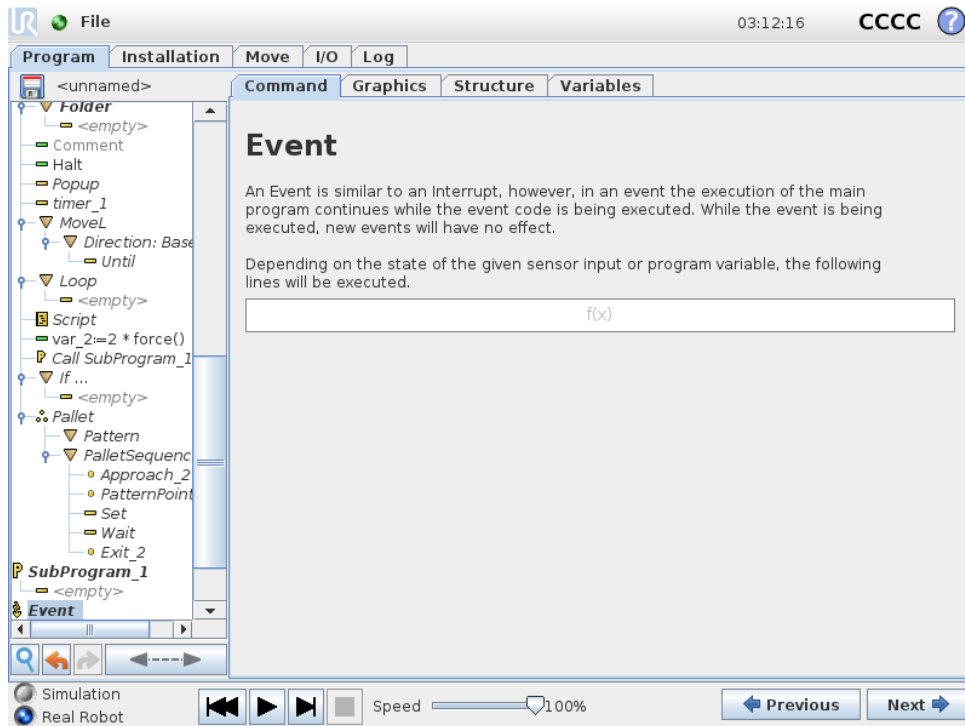 UR File 03:12:16 CCCC ?
Program Installation Move I/O Log
<unnamed>
Command Graphics Structure Variables
Folder
<empty>
Comment
Halt
Popup
timer_1
MoveL
Direction: Base
Until
Loop
<empty>
Script
var_2:=2 * force()
Call SubProgram_1
If ...
<empty>
Pallet
Pattern
PalletSequenc
Approach_2
PatternPoint
Set
Wait
Exit_2
SubProgram_1
<empty>
Event
Event
An Event is similar to an Interrupt, however, in an event the execution of the main
program continues while the event code is being executed. While the event is being
executed, new events will have no effect.
Depending on the state of the given sensor input or program variable, the following
lines will be executed.
f(x)
Simulation
Real Robot
Speed 100%
Previous Next